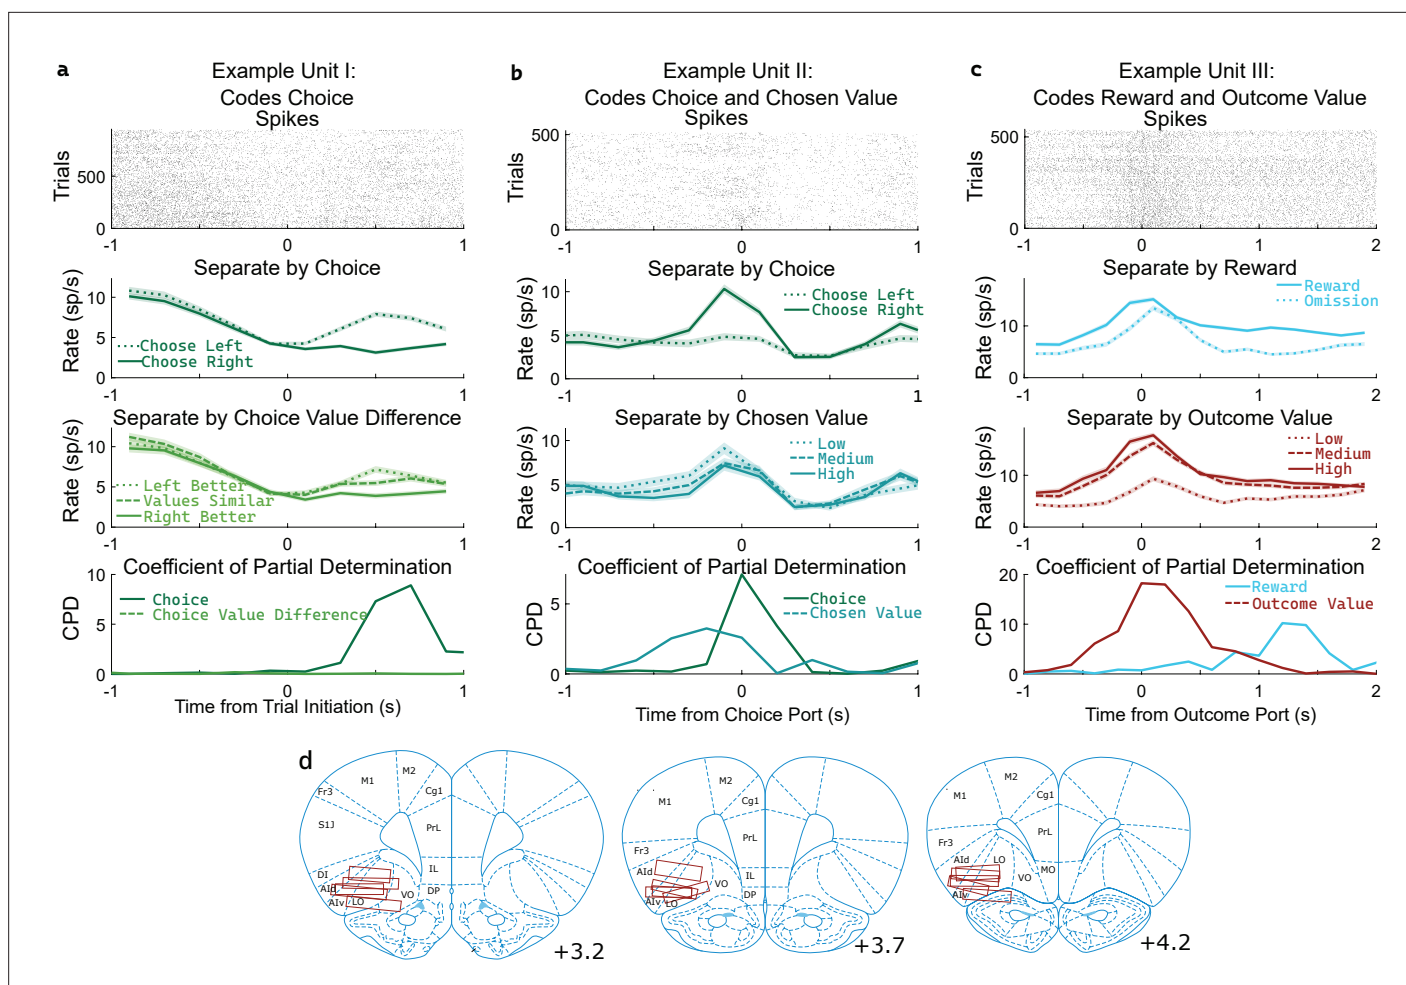 a
Example Unit I:
Codes Choice
Spikes
Trials
500
0
-1 0 1
Separate by Choice
Rate (sp/s)
10
5
0
Choose Left
Choose Right
-1 0 1
Separate by Choice Value Difference
Rate (sp/s)
10
5
0
Left Better
Values Similar
Right Better
-1 0 1
Coefficient of Partial Determination
CPD
10
5
0
Choice
Choice Value Difference
-1 0 1
Time from Trial Initiation (s)
b
Example Unit II:
Codes Choice and Chosen Value
Spikes
Trials
500
0
-1 0 1
Separate by Choice
Rate (sp/s)
10
5
0
Choose Left
Choose Right
-1 0 1
Separate by Chosen Value
Rate (sp/s)
10
5
0
Low
Medium
High
-1 0 1
Coefficient of Partial Determination
CPD
5
0
Choice
Chosen Value
-1 0 1
Time from Choice Port (s)
c
Example Unit III:
Codes Reward and Outcome Value
Spikes
Trials
500
0
-1 0 1 2
Separate by Reward
Rate (sp/s)
10
0
Reward
Omission
-1 0 1 2
Separate by Outcome Value
Rate (sp/s)
10
0
Low
Medium
High
-1 0 1 2
Coefficient of Partial Determination
CPD
20
10
0
Reward
Outcome Value
-1 0 1 2
Time from Outcome Port (s)
d
M2
M1
Fr3
Cg1
S1J
PrL
IL
DI
AId
DP
VO
AIv
LO
+3.2
M2
M1
Cg1
PrL
Fr3
AId
IL
VO
DP
AIv
LO
+3.7
M2
M1
Cg1
PrL
Fr3
AId
LO
MO
VO
AIv
+4.2